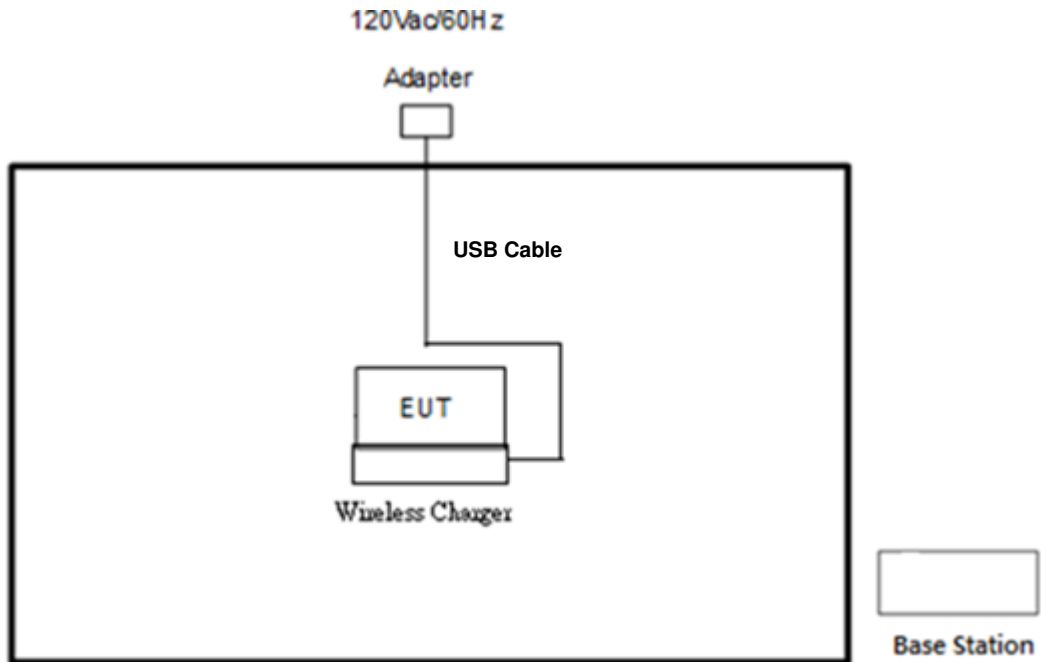 120Vac/60Hz
Adapter
USB Cable
EUT
Wireless Charger
Base Station